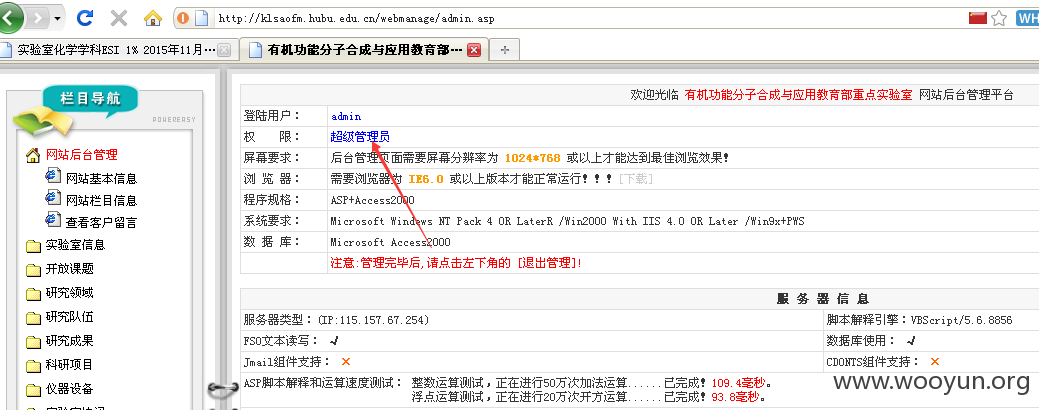 http://klsaofm.hubu.edu.cn/webmanage/admin.asp
WH
实验室化学学科ESI 1% 2015年11月···
有机功能分子合成与应用教育部···
栏目导航
POWEREASY
网站后台管理
网站基本信息
网站栏目信息
查看客户留言
实验室信息
开放课题
研究领域
研究队伍
研究成果
科研项目
仪器设备
欢迎光临 有机功能分子合成与应用教育部重点实验室 网站后台管理平台
登陆用户： admin
权 限： 超级管理员
屏幕要求： 后台管理页面需要屏幕分辨率为 1024*768 或以上才能达到最佳浏览效果!
浏 览 器： 需要浏览器为 IE6.0 或以上版本才能正常运行!!! [下载]
程序规格： ASP+Access2000
系统要求： Microsoft Windows NT Pack 4 OR LaterR /Win2000 With IIS 4.0 OR Later /Win9x+PWS
数 据 库： Microsoft Access2000
注意:管理完毕后,请点击左下角的 [退出管理]!
服 务 器 信 息
服务器类型：(IP:115.157.67.254) 脚本解释引擎：VBScript/5.6.8856
FSO文本读写： √ 数据库使用： √
Jmail组件支持： × CDONTS组件支持： ×
ASP脚本解释和运算速度测试： 整数运算测试，正在进行50万次加法运算......已完成! 109.4毫秒。
浮点运算测试，正在进行20万次开方运算......已完成! 93.8毫秒。
www.wooyun.org